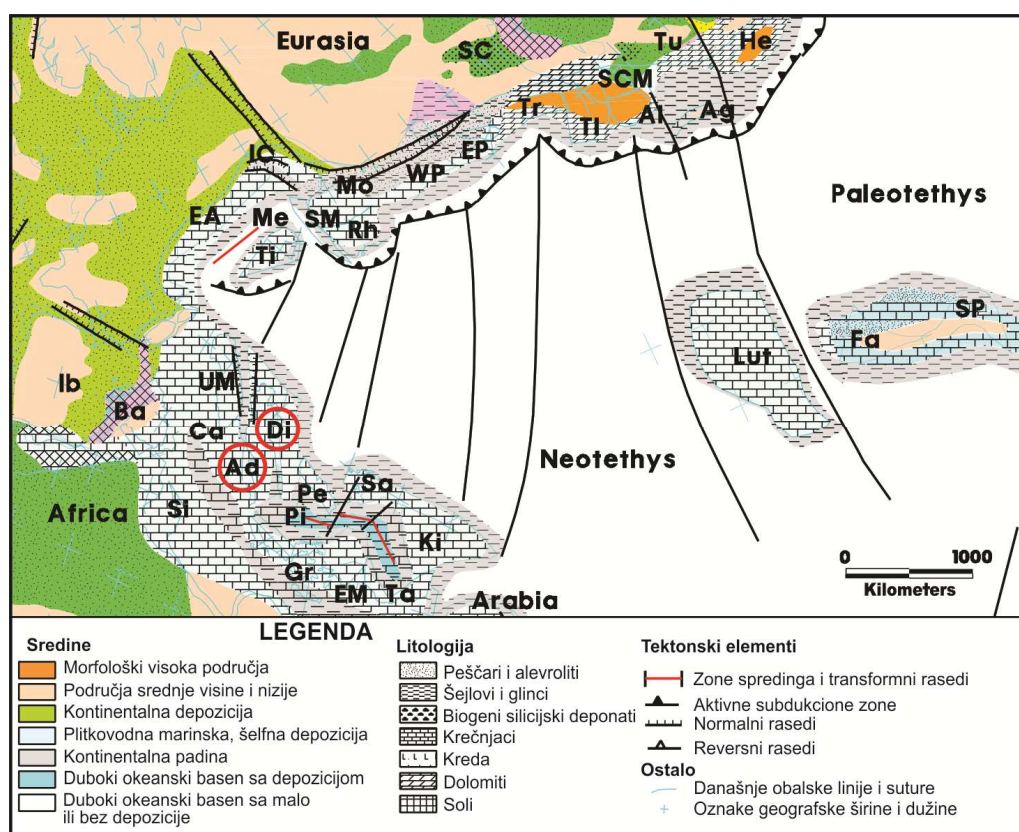 Eurasia
SC
Tu
He
SCM
Tr
Tl
Al
Ag
IC
EP
Mo
WP
Paleotethys
EA
Me
SM
Rh
Ti
SP
Fa
Lut
UM
Ib
Ba
Ca
Di
Neotethys
Ad
Sa
Pe
Africa
Si
Pi
Ki
0 1000
Kilometers
Gr
EM
Ta
Arabia
LEGENDA
Sredine
Morfološki visoka područja
Područja srednje visine i nizije
Kontinentalna depozicija
Plitkovodna marinska, šelfna depozicija
Kontinentalna padina
Duboki okeanski basen sa depozicijom
Duboki okeanski basen sa malo
ili bez depozicije
Litologija
Peščari i alevroliti
Šejlovi i glinci
Biogeni silicijski deponati
Krečnjaci
Kreda
Dolomiti
Soli
Tektonski elementi
Zone spredinga i transformni rasedi
Aktivne subdukcione zone
Normalni rasedi
Reversni rasedi
Ostalo
Današnje obalske linije i suture
Oznake geografske širine i dužine